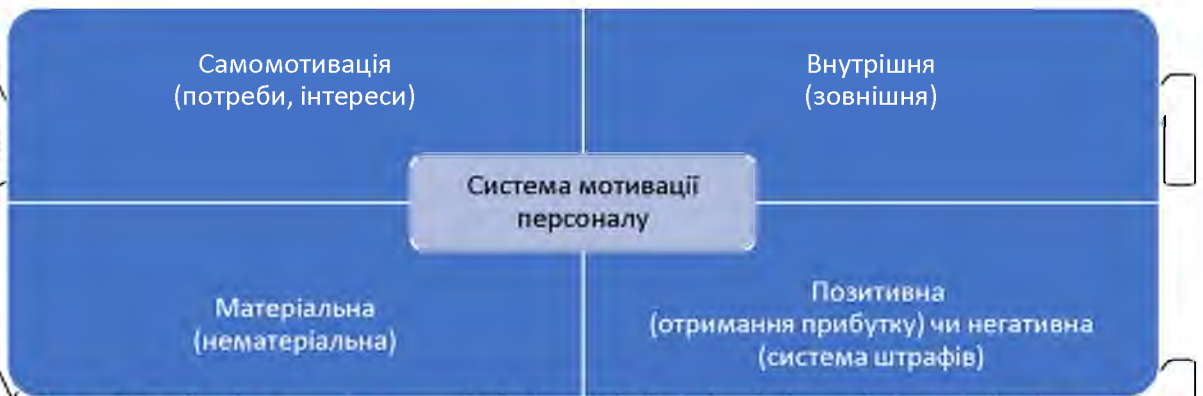 Самомотивація
(потреби, інтереси)
Внутрішня
(зовнішня)
Система мотивації
персоналу
Матеріальна
(нематеріальна)
Позитивна
(отримання прибутку) чи негативна
(система штрафів)